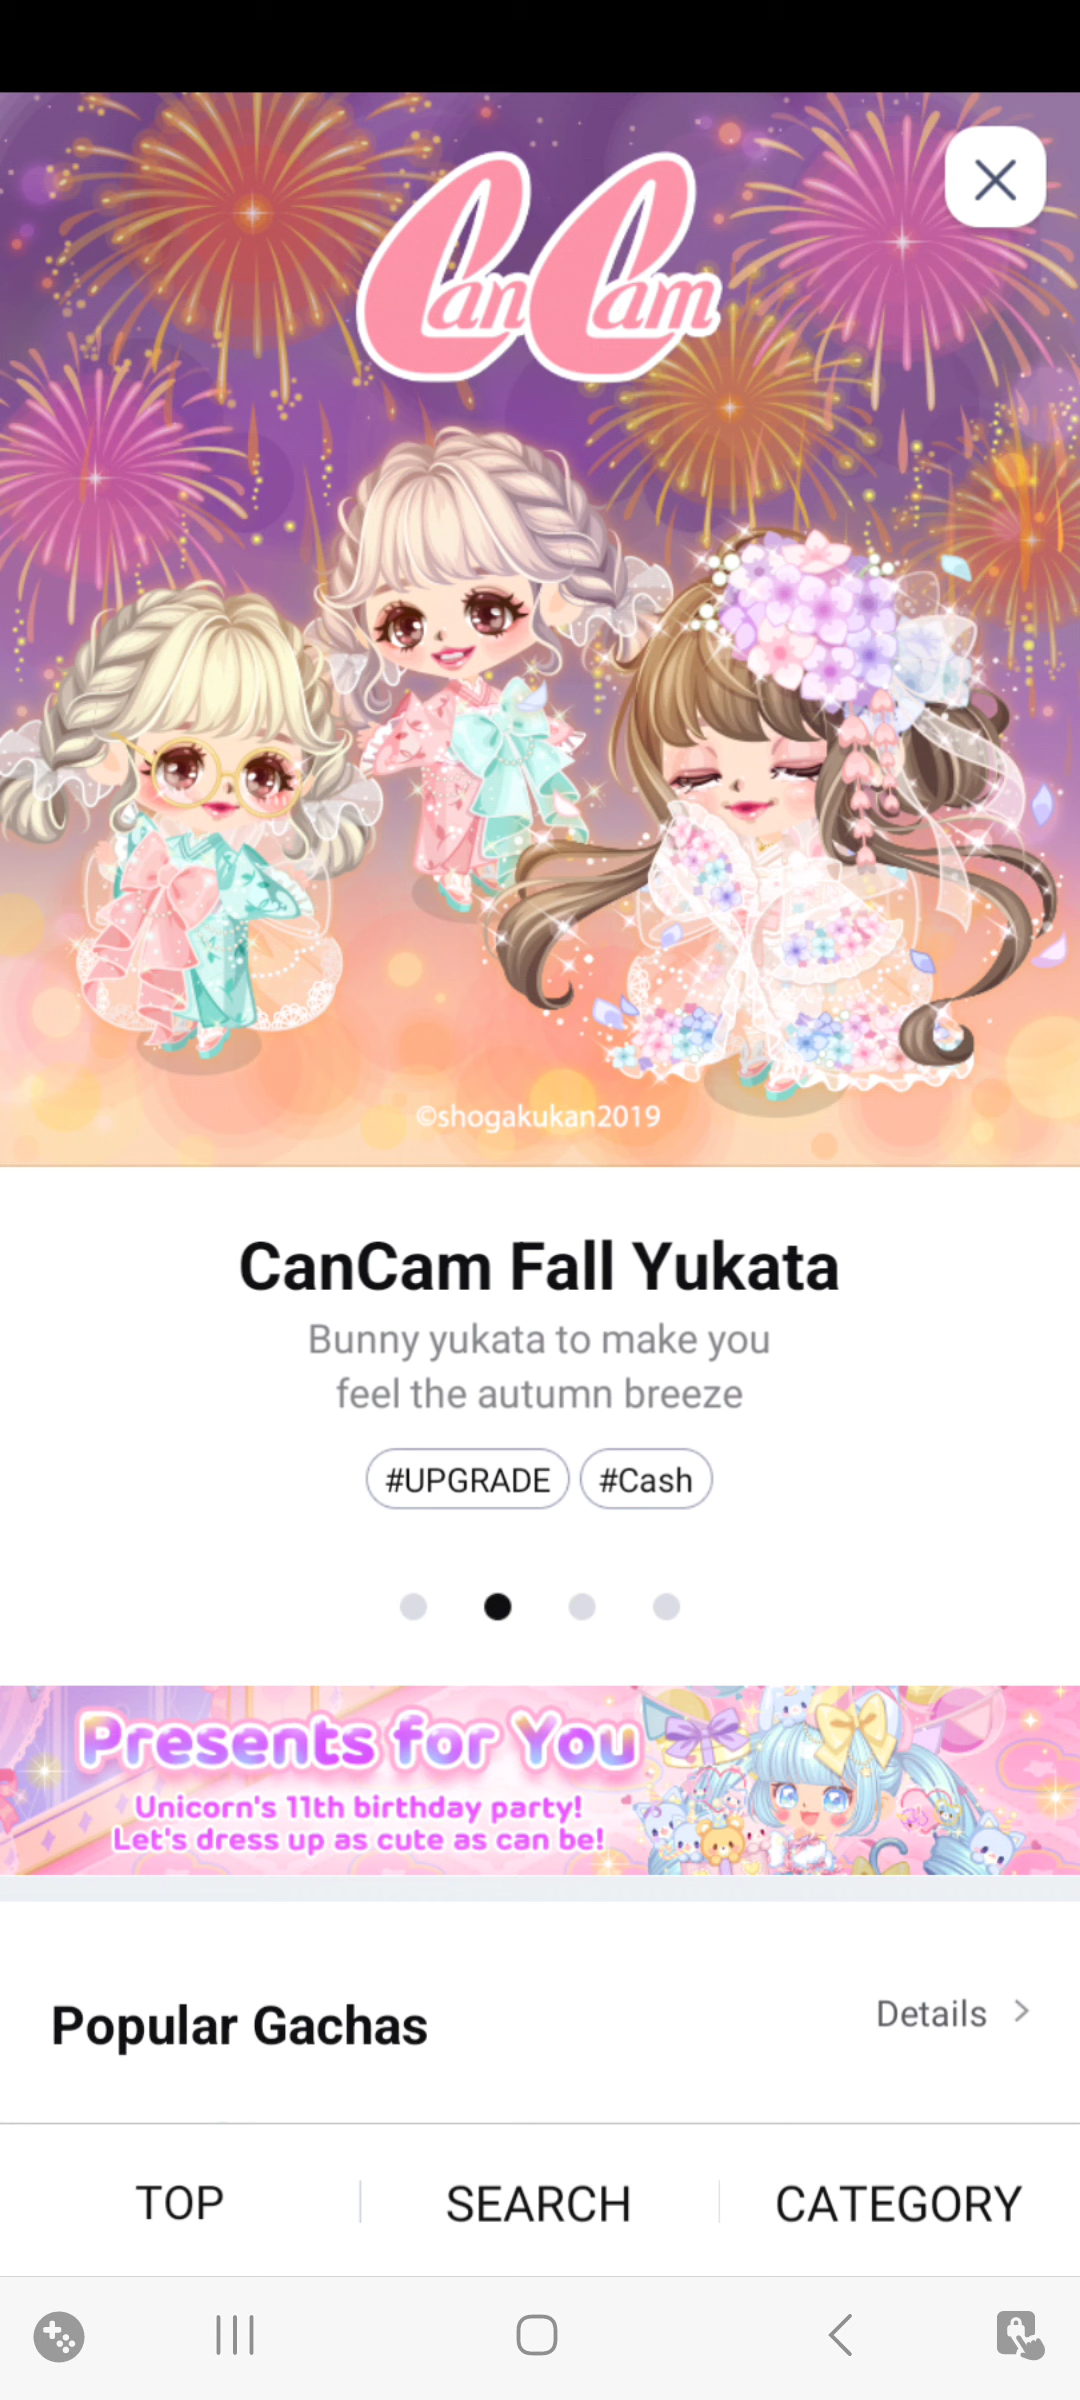 CanCam
©shogakukan2019
CanCam Fall Yukata
Bunny yukata to make you
feel the autumn breeze
#UPGRADE #Cash
Presents for You
Unicorn's 11th birthday party!
Let's dress up as cute as can be!
Popular Gachas
Details
TOP SEARCH CATEGORY